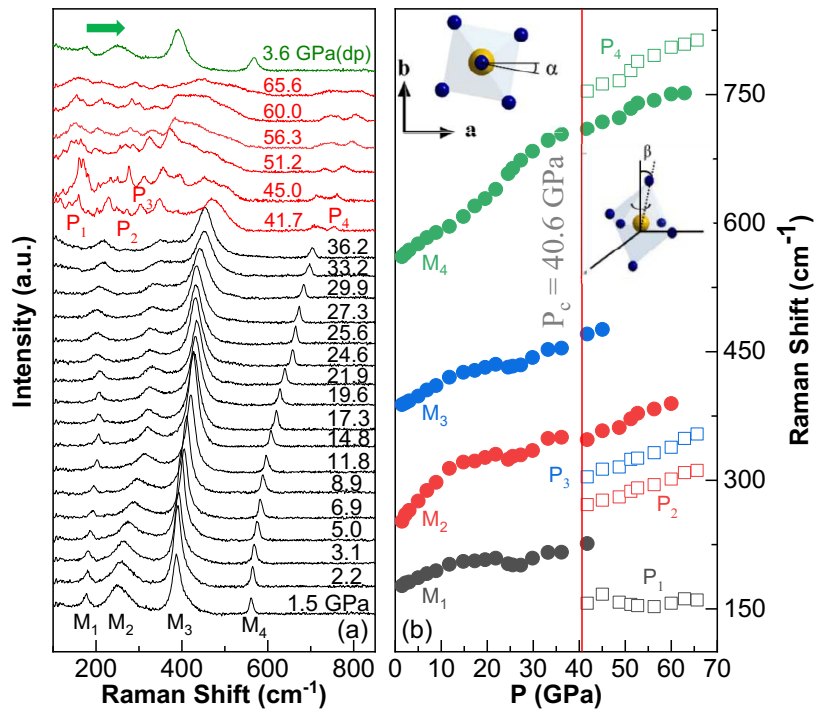 3.6 GPa(dp)
65.6
60.0
56.3
51.2
P₃
45.0
P₁
P₂
41.7
P₄
36.2
33.2
29.9
27.3
25.6
24.6
21.9
19.6
17.3
14.8
11.8
8.9
6.9
5.0
3.1
2.2
1.5 GPa
M₁
M₂
M₃
M₄
(a)
200
400
600
800
Raman Shift (cm⁻¹)
Intensity (a.u.)
b
a
α
β
P₄
M₄
P_c = 40.6 GPa
M₃
P₃
M₂
P₂
M₁
P₁
(b)
0
10
20
30
40
50
60
70
P (GPa)
750
600
450
300
150
Raman Shift (cm⁻¹)